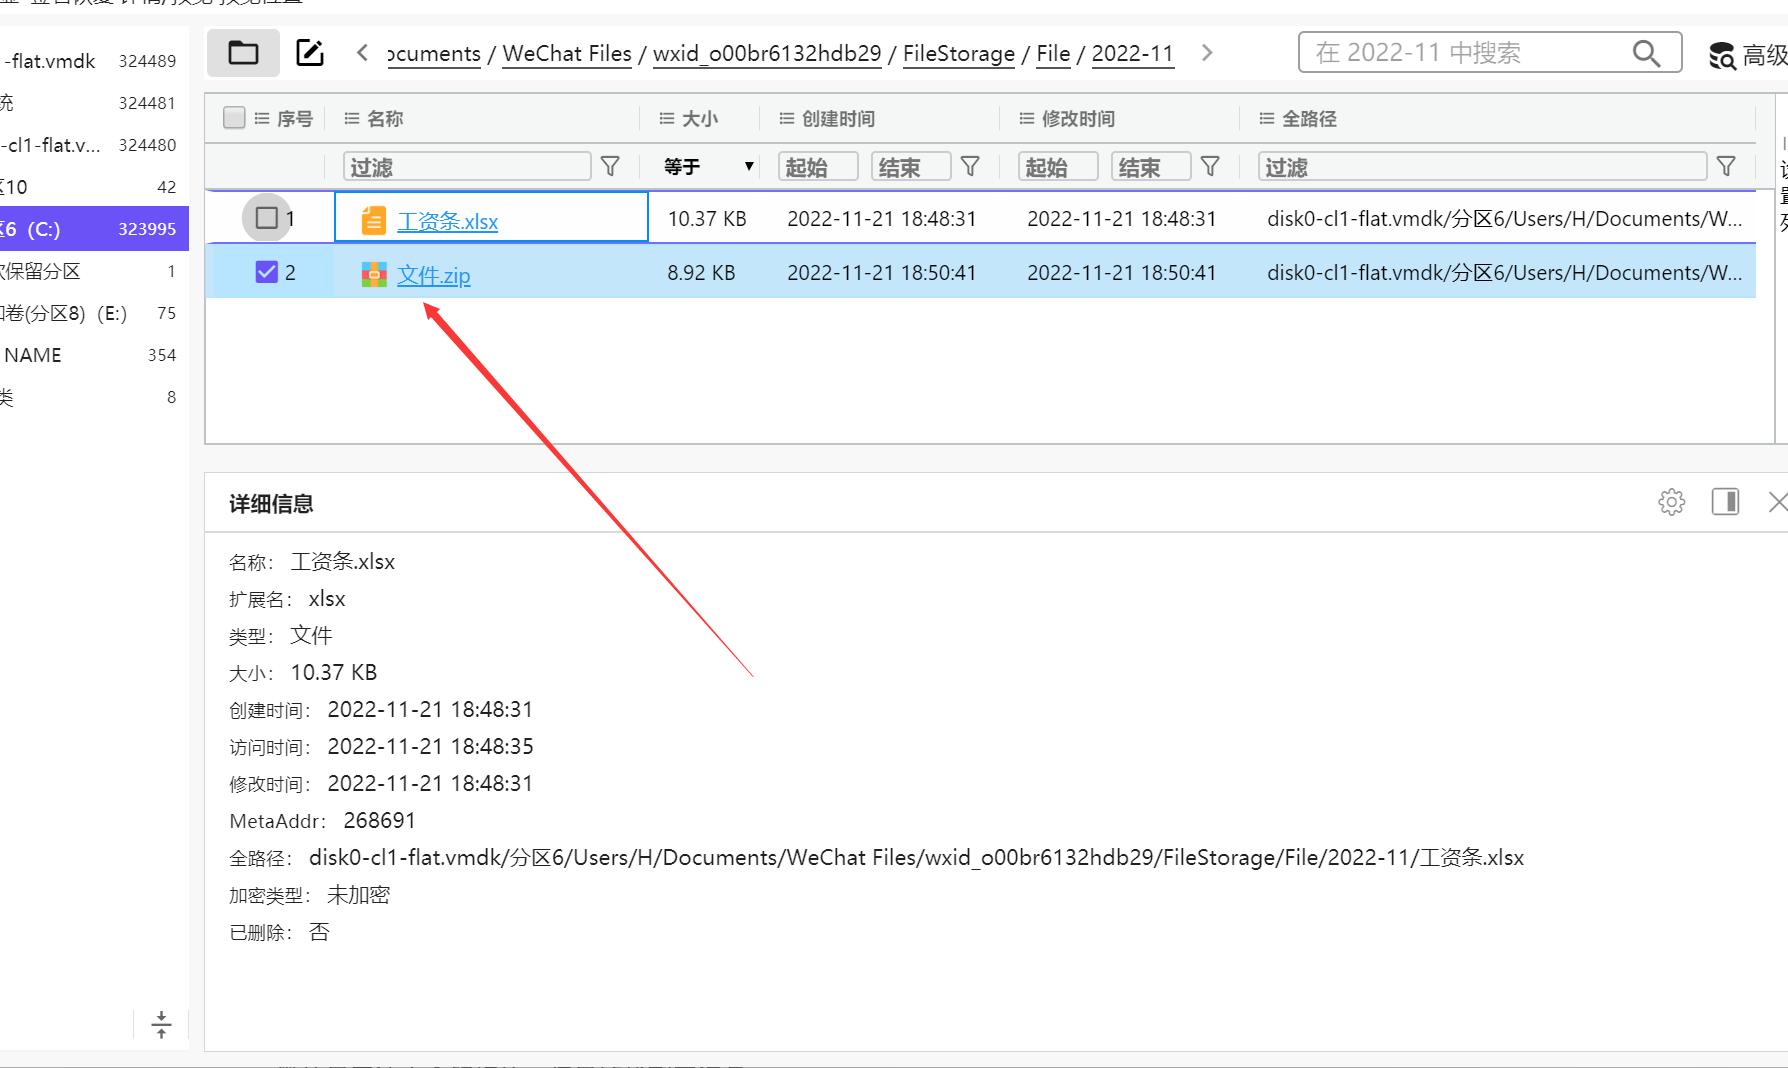 -flat.vmdk 324489
统 324481
-cl1-flat.v... 324480
区10 42
区6 (C:) 323995
保留分区 1
卷(分区8) (E:) 75
NAME 354
类 8
ocuments / WeChat Files / wxid_o00br6132hdb29 / FileStorage / File / 2022-11
在 2022-11 中搜索
高级
序号 名称 大小 创建时间 修改时间 全路径
过滤 等于 起始 结束 起始 结束 过滤
1 工资条.xlsx 10.37 KB 2022-11-21 18:48:31 2022-11-21 18:48:31 disk0-cl1-flat.vmdk/分区6/Users/H/Documents/W...
2 文件.zip 8.92 KB 2022-11-21 18:50:41 2022-11-21 18:50:41 disk0-cl1-flat.vmdk/分区6/Users/H/Documents/W...
详细信息
名称： 工资条.xlsx
扩展名： xlsx
类型： 文件
大小： 10.37 KB
创建时间： 2022-11-21 18:48:31
访问时间： 2022-11-21 18:48:35
修改时间： 2022-11-21 18:48:31
MetaAddr： 268691
全路径： disk0-cl1-flat.vmdk/分区6/Users/H/Documents/WeChat Files/wxid_o00br6132hdb29/FileStorage/File/2022-11/工资条.xlsx
加密类型： 未加密
已删除： 否